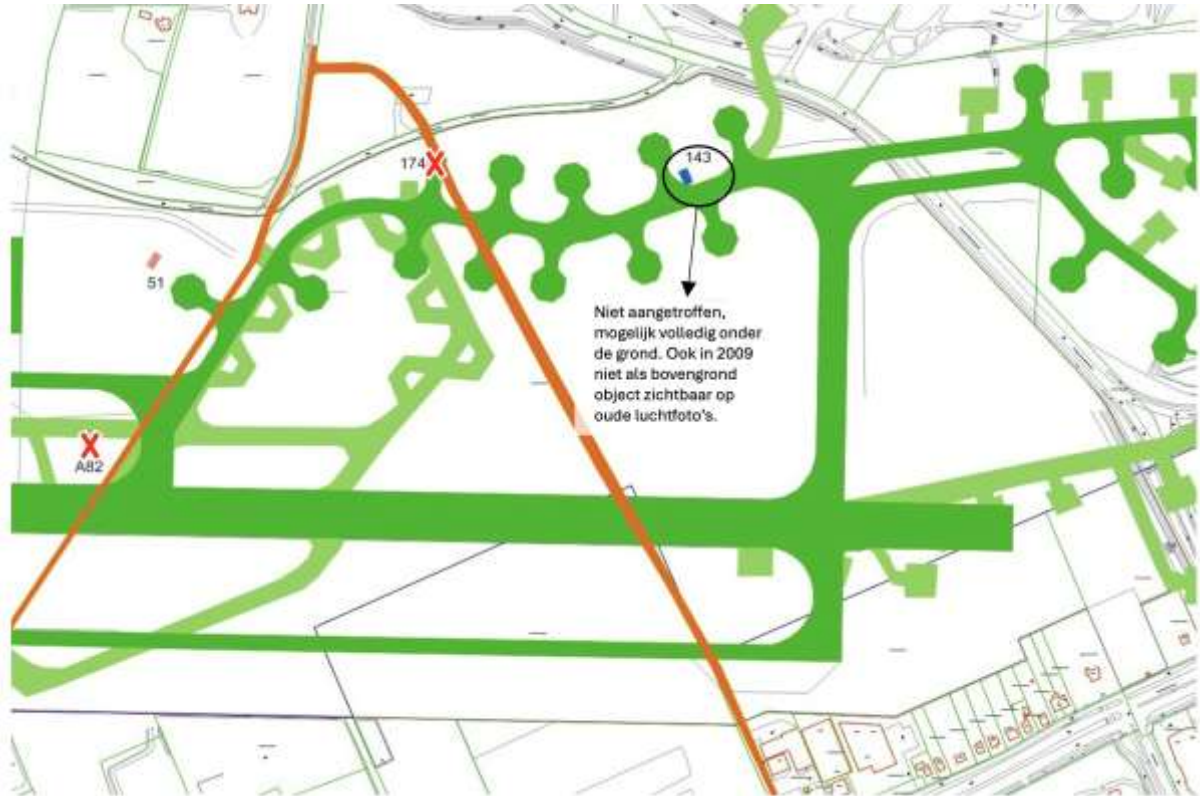 143
174
51
Niet aangetroffen,
mogelijk volledig onder
de grond. Ook in 2009
niet als bovengrond
object zichtbaar op
oude luchtfoto's.
A82